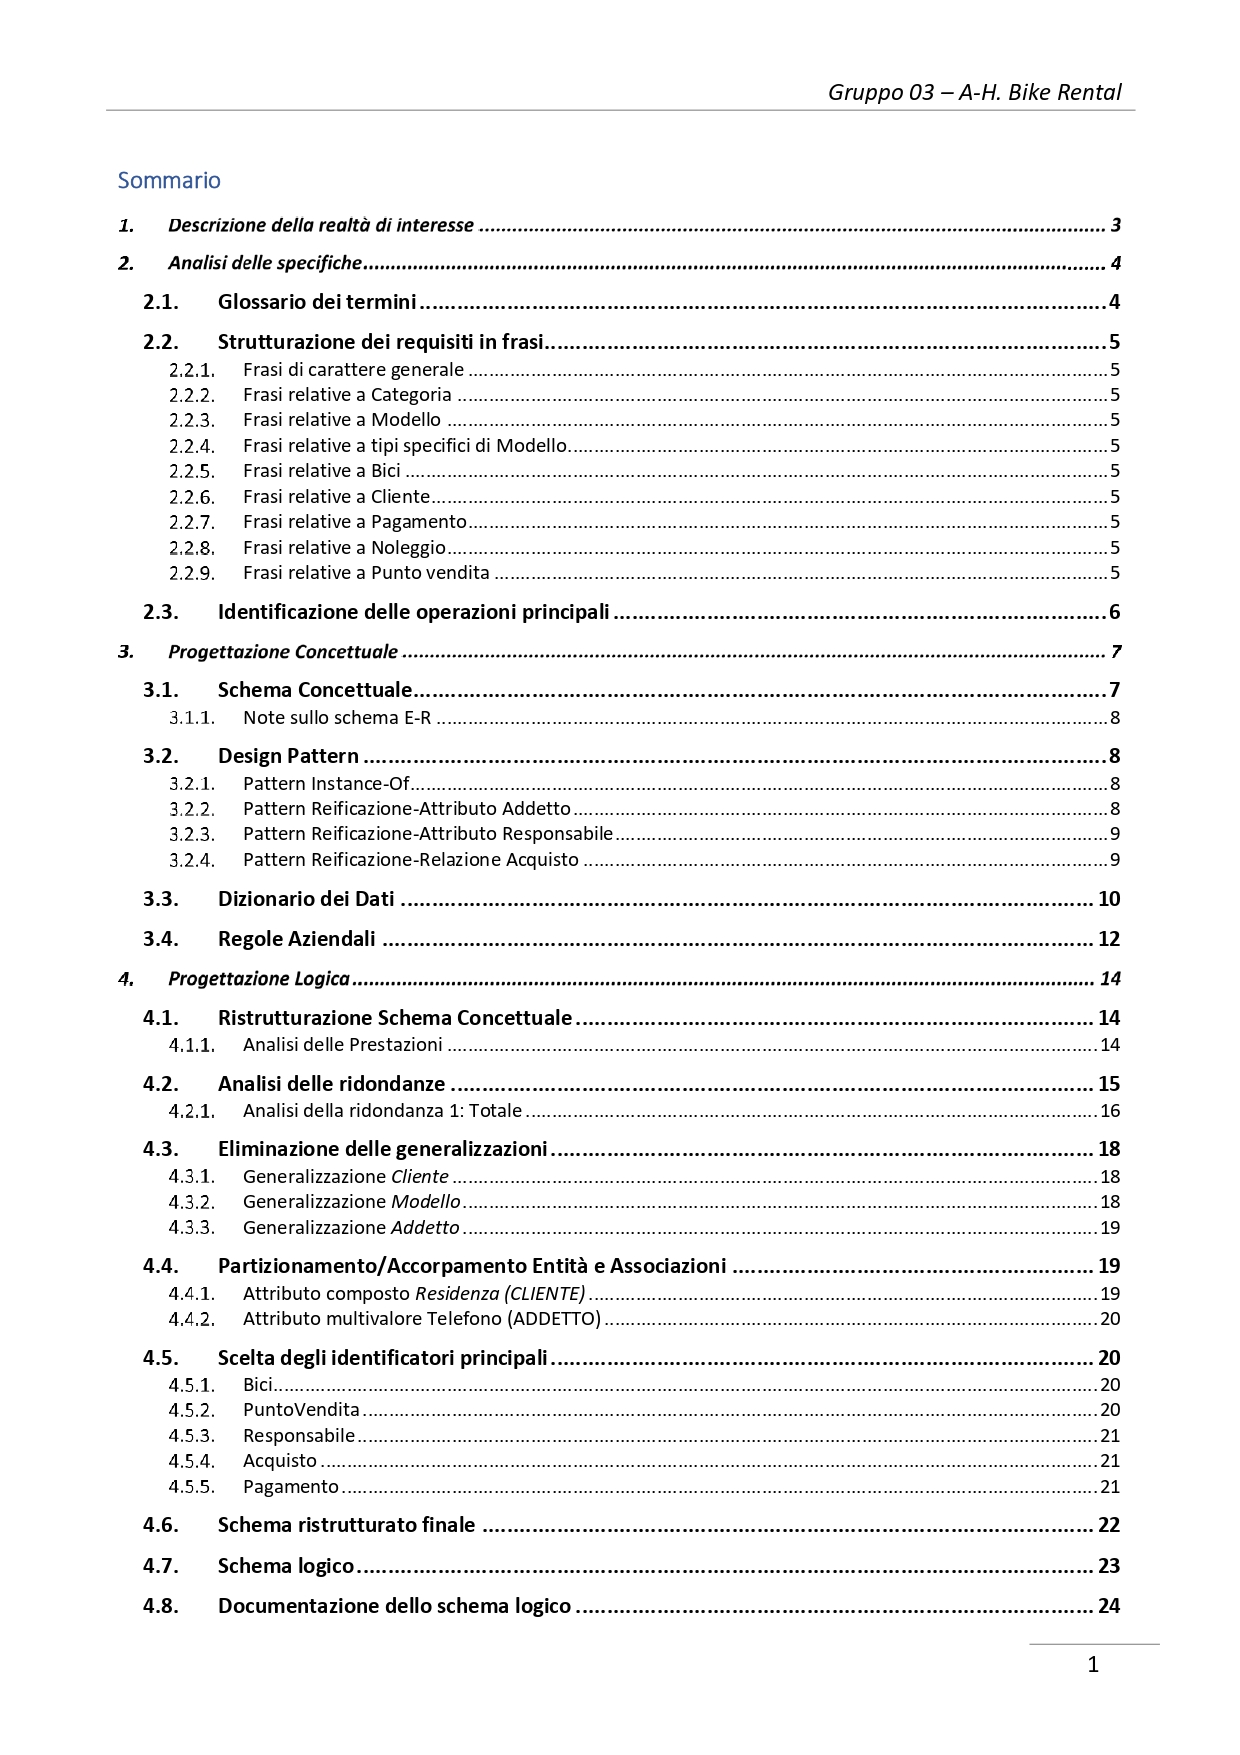 Gruppo 03 – A-H. Bike Rental
Sommario
1. Descrizione della realtà di interesse 3
2. Analisi delle specifiche 4
2.1. Glossario dei termini 4
2.2. Strutturazione dei requisiti in frasi 5
2.2.1. Frasi di carattere generale 5
2.2.2. Frasi relative a Categoria 5
2.2.3. Frasi relative a Modello 5
2.2.4. Frasi relative a tipi specifici di Modello 5
2.2.5. Frasi relative a Bici 5
2.2.6. Frasi relative a Cliente 5
2.2.7. Frasi relative a Pagamento 5
2.2.8. Frasi relative a Noleggio 5
2.2.9. Frasi relative a Punto vendita 5
2.3. Identificazione delle operazioni principali 6
3. Progettazione Concettuale 7
3.1. Schema Concettuale 7
3.1.1. Note sullo schema E-R 8
3.2. Design Pattern 8
3.2.1. Pattern Instance-Of 8
3.2.2. Pattern Reificazione-Attributo Addetto 8
3.2.3. Pattern Reificazione-Attributo Responsabile 9
3.2.4. Pattern Reificazione-Relazione Acquisto 9
3.3. Dizionario dei Dati 10
3.4. Regole Aziendali 12
4. Progettazione Logica 14
4.1. Ristrutturazione Schema Concettuale 14
4.1.1. Analisi delle Prestazioni 14
4.2. Analisi delle ridondanze 15
4.2.1. Analisi della ridondanza 1: Totale 16
4.3. Eliminazione delle generalizzazioni 18
4.3.1. Generalizzazione Cliente 18
4.3.2. Generalizzazione Modello 18
4.3.3. Generalizzazione Addetto 19
4.4. Partizionamento/Accorpamento Entità e Associazioni 19
4.4.1. Attributo composto Residenza (CLIENTE) 19
4.4.2. Attributo multivalore Telefono (ADDETTO) 20
4.5. Scelta degli identificatori principali 20
4.5.1. Bici 20
4.5.2. PuntoVendita 20
4.5.3. Responsabile 21
4.5.4. Acquisto 21
4.5.5. Pagamento 21
4.6. Schema ristrutturato finale 22
4.7. Schema logico 23
4.8. Documentazione dello schema logico 24
1